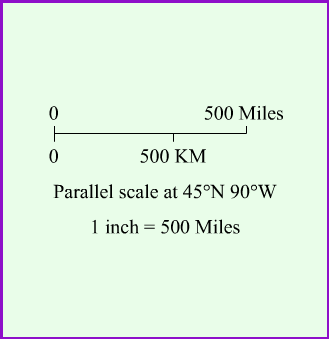 0 500 Miles
0 500 KM
Parallel scale at 45°N 90°W
1 inch = 500 Miles